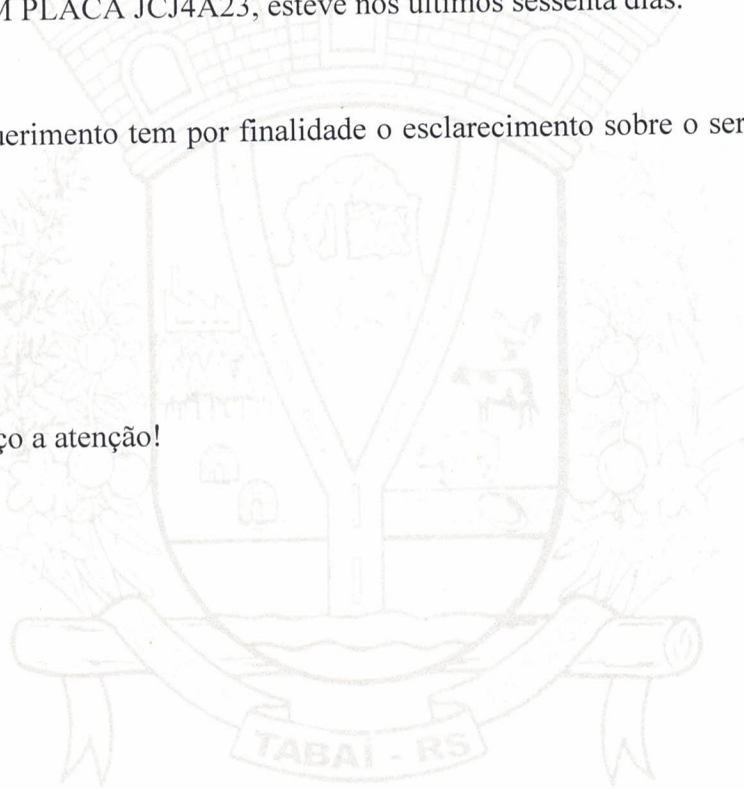 M PLACA JCJ4A23, esteve nos últimos sessenta dias.
uerimento tem por finalidade o esclarecimento sobre o ser
ço a atenção!
TABAÍ - RS